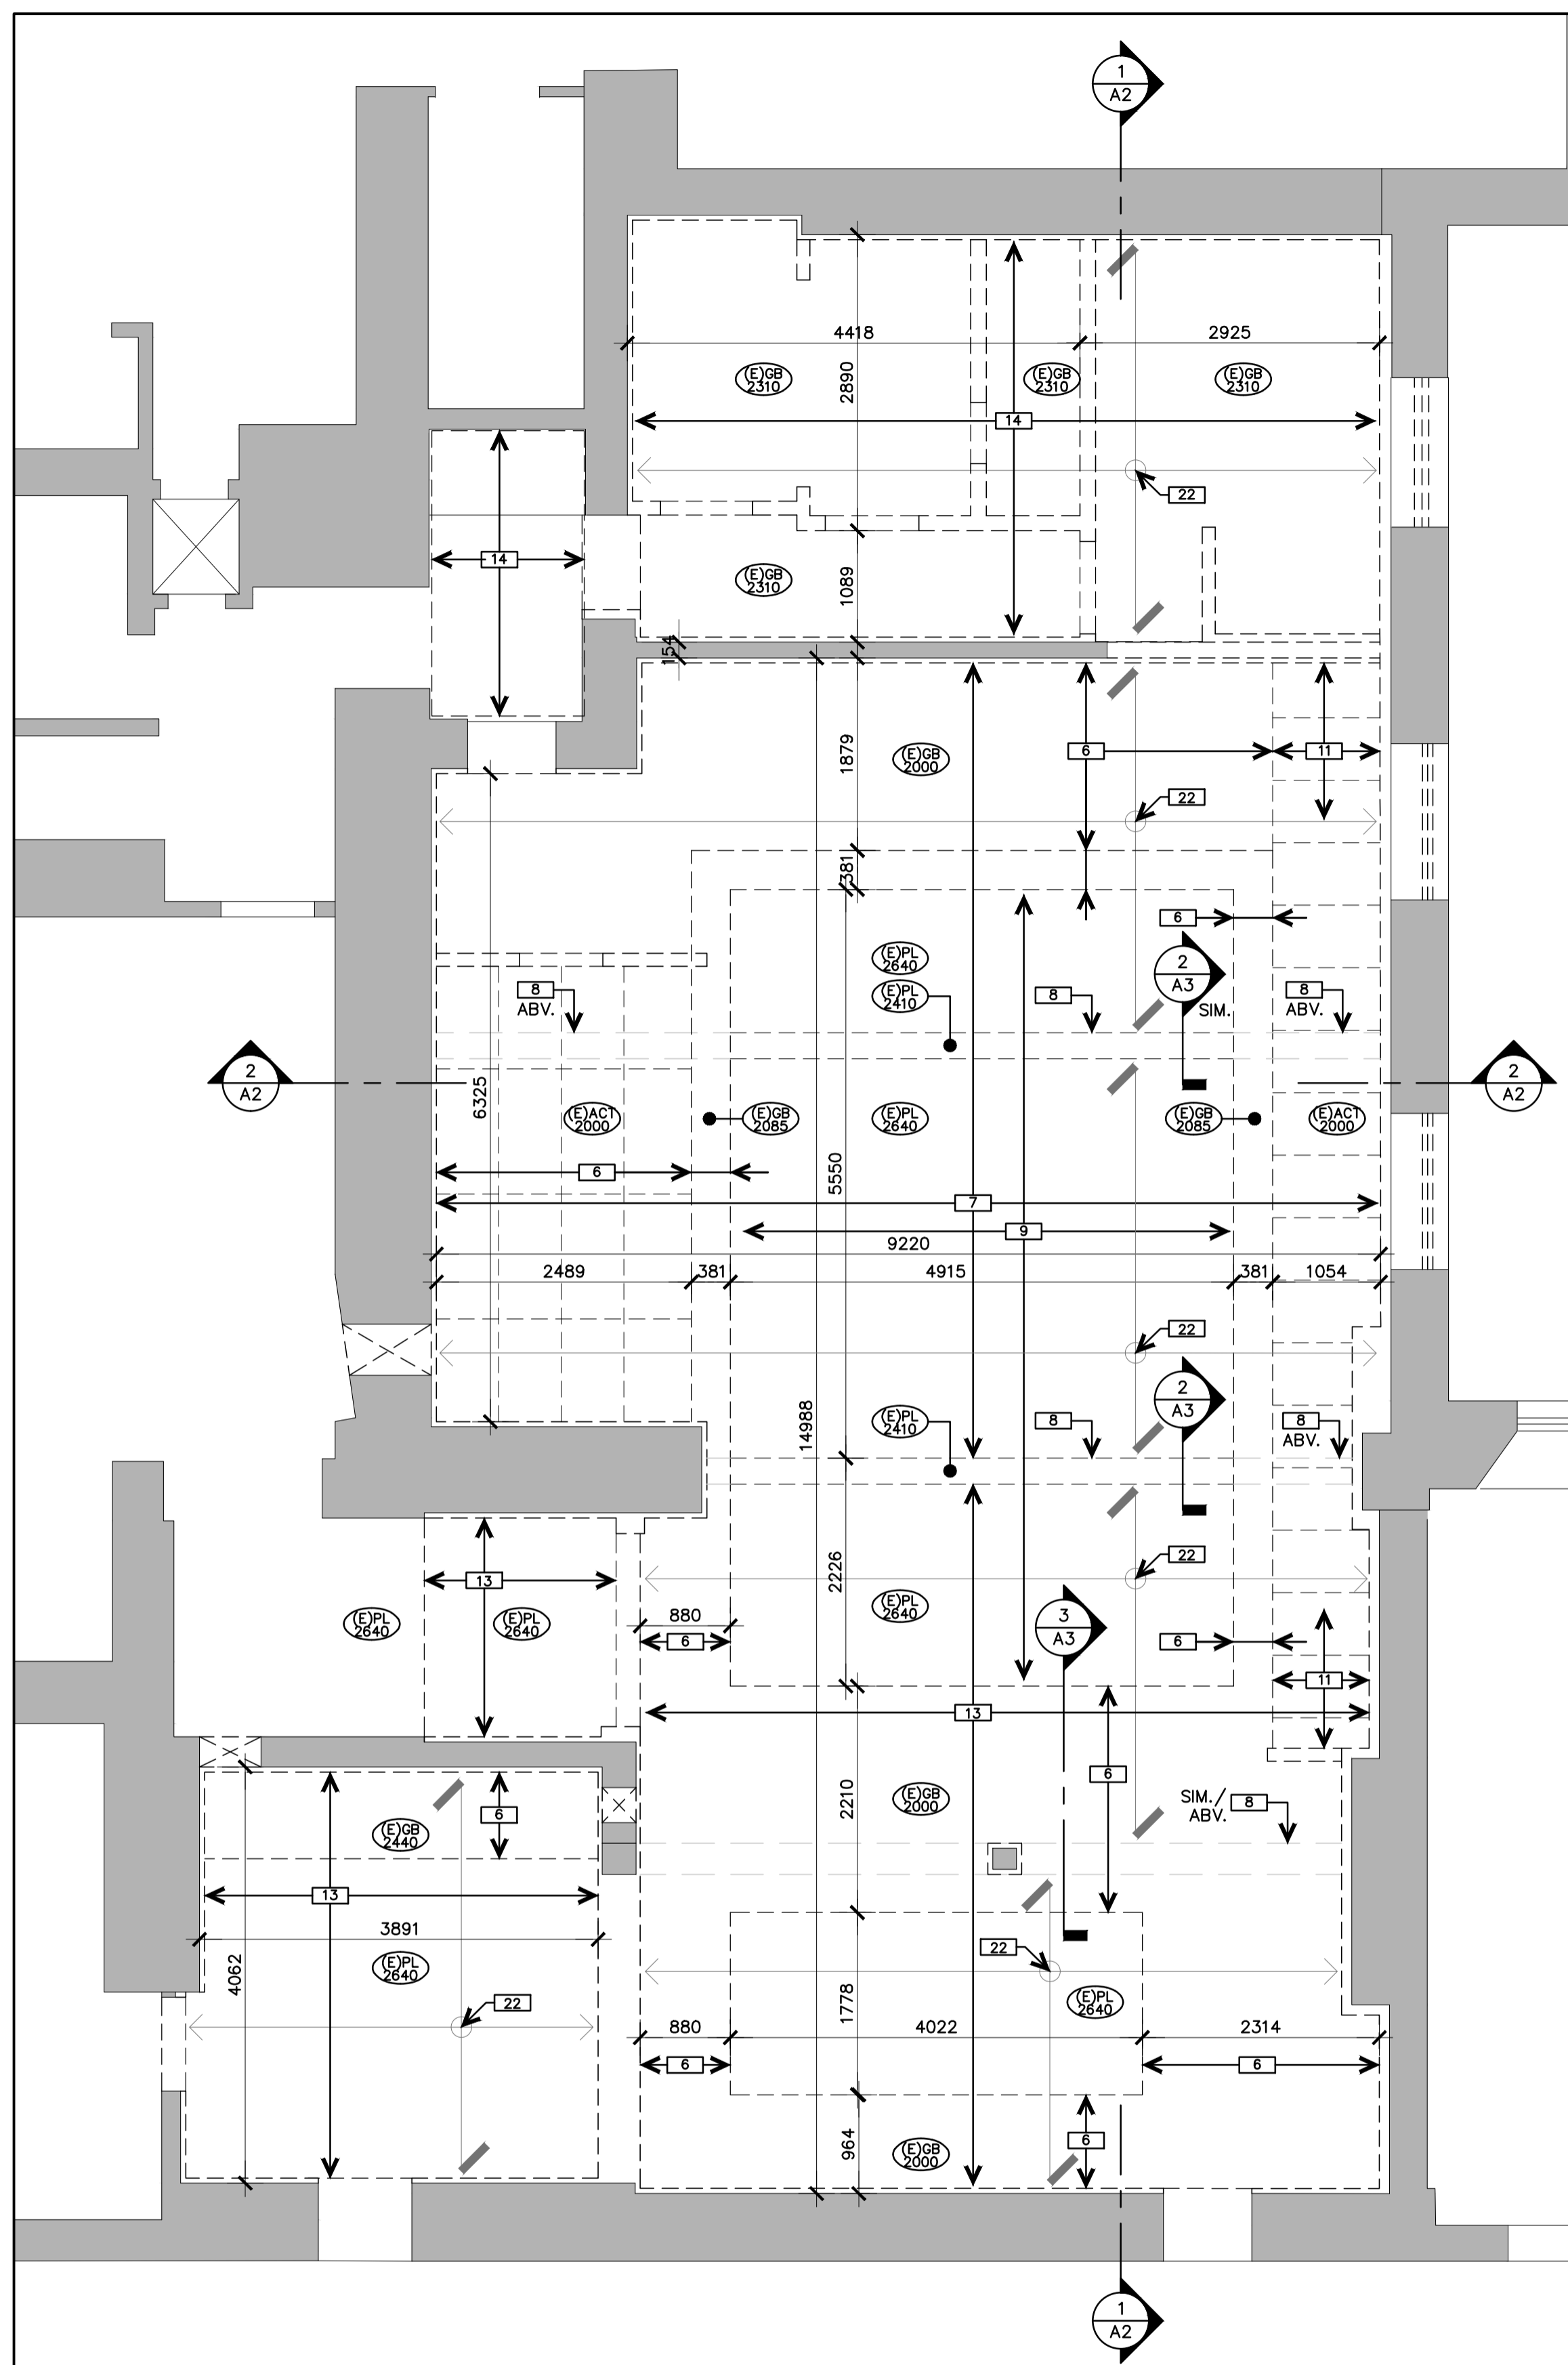 1
A2
4418
2925
2890
(E)GB
2310
(E)GB
2310
(E)GB
2310
14
22
14
(E)GB
2310
1089
154
1879
(E)GB
2000
6
11
22
381
6
(E)PL
2640
(E)PL
2410
8
ABV.
8
2
A3
SIM.
8
ABV.
2
A2
2
A2
6325
(E)ACT
2000
(E)GB
2085
(E)PL
2640
(E)GB
2085
(E)ACT
2000
5550
6
7
9
9220
2489
381
4915
381
1054
22
2
A3
14988
(E)PL
2410
8
8
ABV.
13
22
2226
(E)PL
2640
(E)PL
2640
(E)PL
2640
880
6
3
A3
6
11
13
6
2210
(E)GB
2000
SIM./
ABV.
8
6
(E)GB
2440
13
3891
4062
(E)PL
2640
22
22
1778
(E)PL
2640
880
4022
2314
6
6
964
(E)GB
2000
6
1
A2